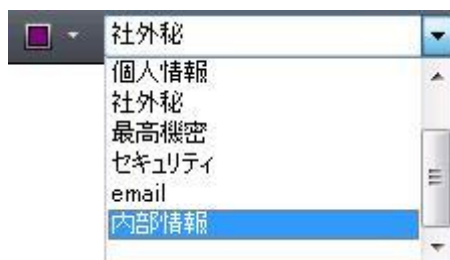 社外秘
個人情報
社外秘
最高機密
セキュリティ
email
内部情報